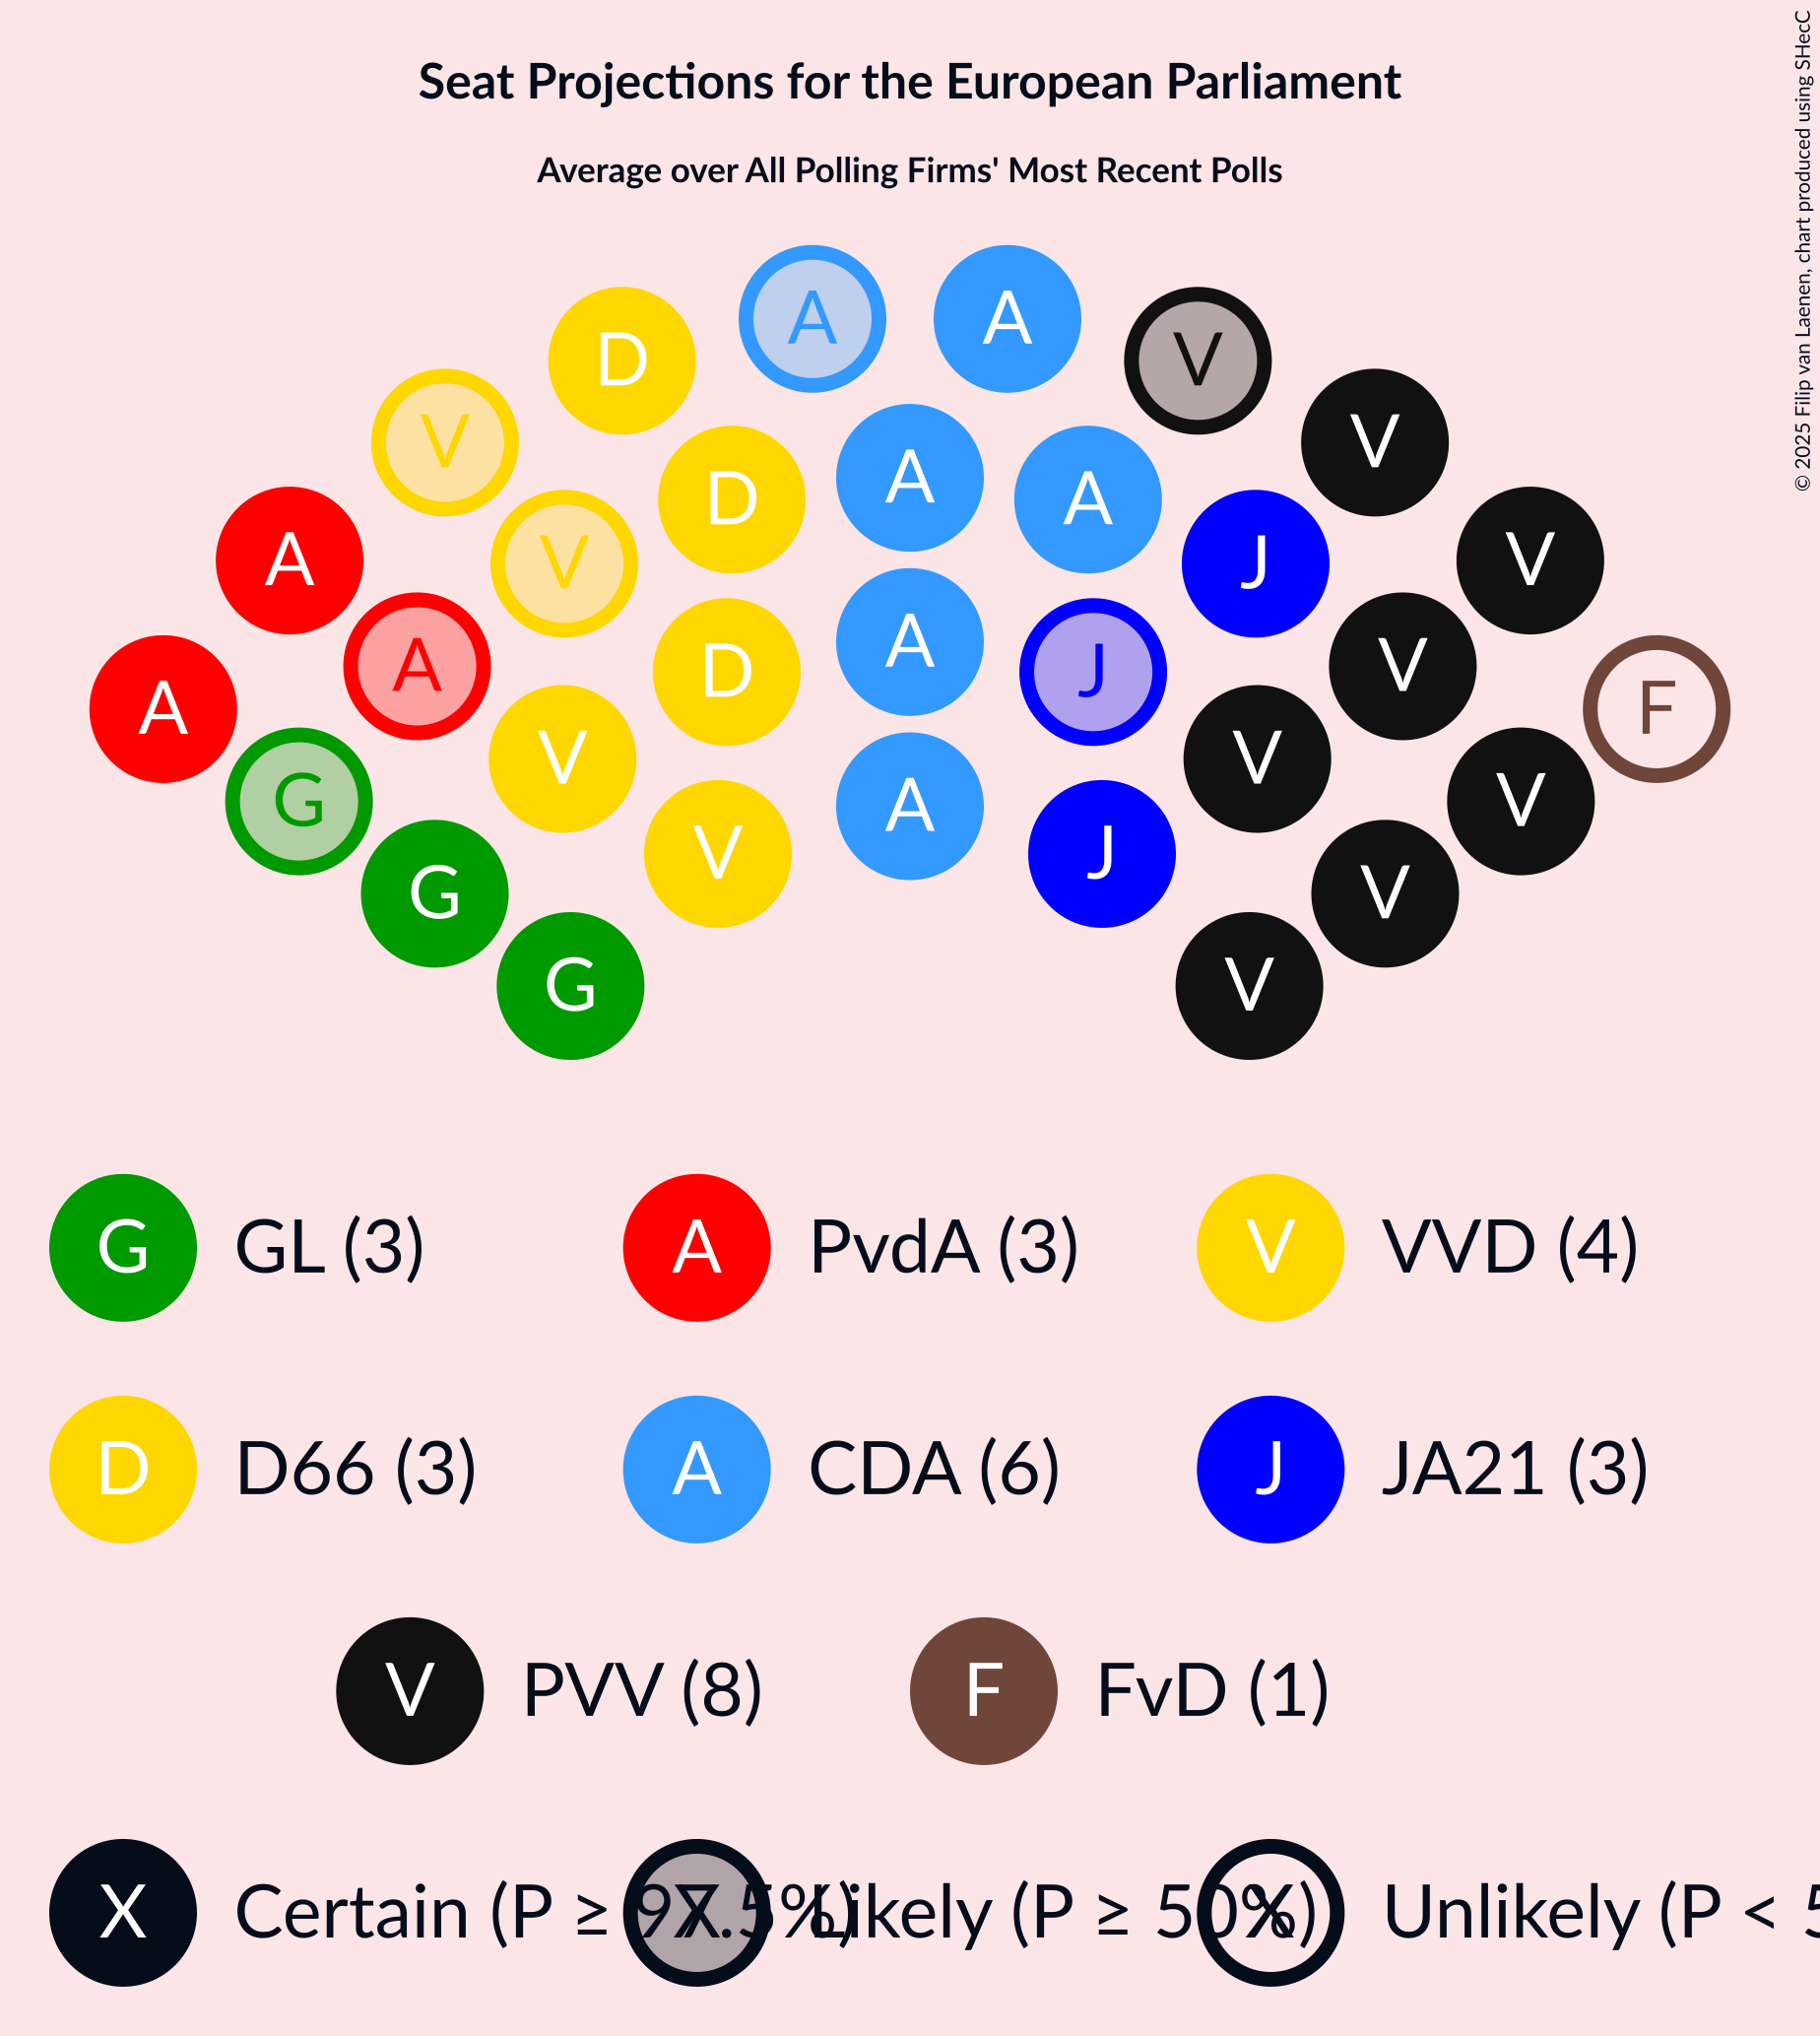 Seat Projections for the European Parliament
Average over All Polling Firms' Most Recent Polls
© 2025 Filip van Laenen, chart produced using SHecC
A A
D V
V D A A V
A J V
A A V
D A J F
V V
G V A J V
G V
G V
G GL (3) A PvdA (3) V VVD (4)
D D66 (3) A CDA (6) J JA21 (3)
V PVV (8) F FvD (1)
X Certain (P ≥ 97.5%) X Likely (P ≥ 50%) X Unlikely (P < 5